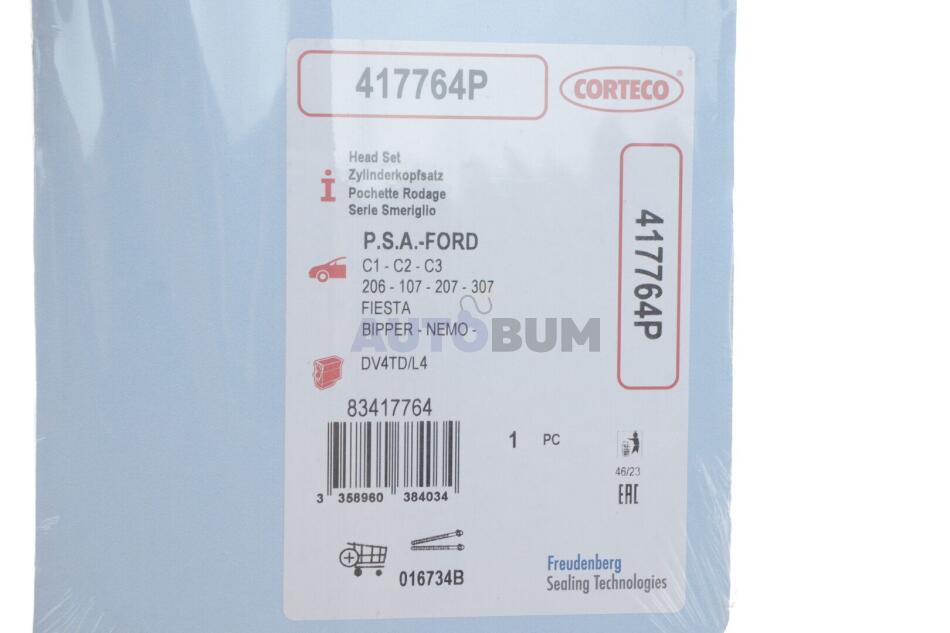 417764P
CORTECO®
Head Set
Zylinderkopfsatz
Pochette Rodage
Serie Smeriglio
P.S.A.-FORD
C1 - C2 - C3
206 - 107 - 207 - 307
FIESTA
BIPPER - NEMO -
AUTOBUM
DV4TD/L4
417764P
83417764
3 358960 384034
1 PC
46/23
EAC
016734B
Freudenberg
Sealing Technologies